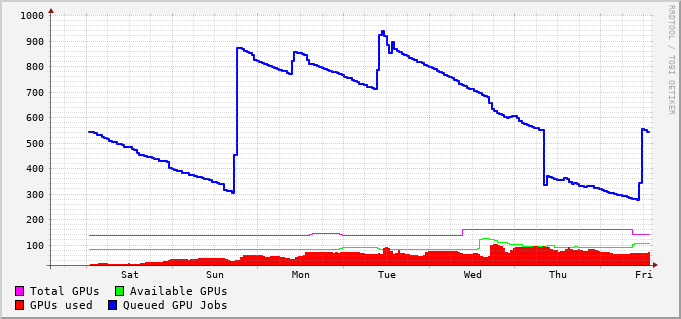 1000
900
800
700
600
500
400
300
200
100
Sat Sun Mon Tue Wed Thu Fri
Total GPUs Available GPUs
GPUs used Queued GPU Jobs
RRDTOOL / TOBI OETIKER